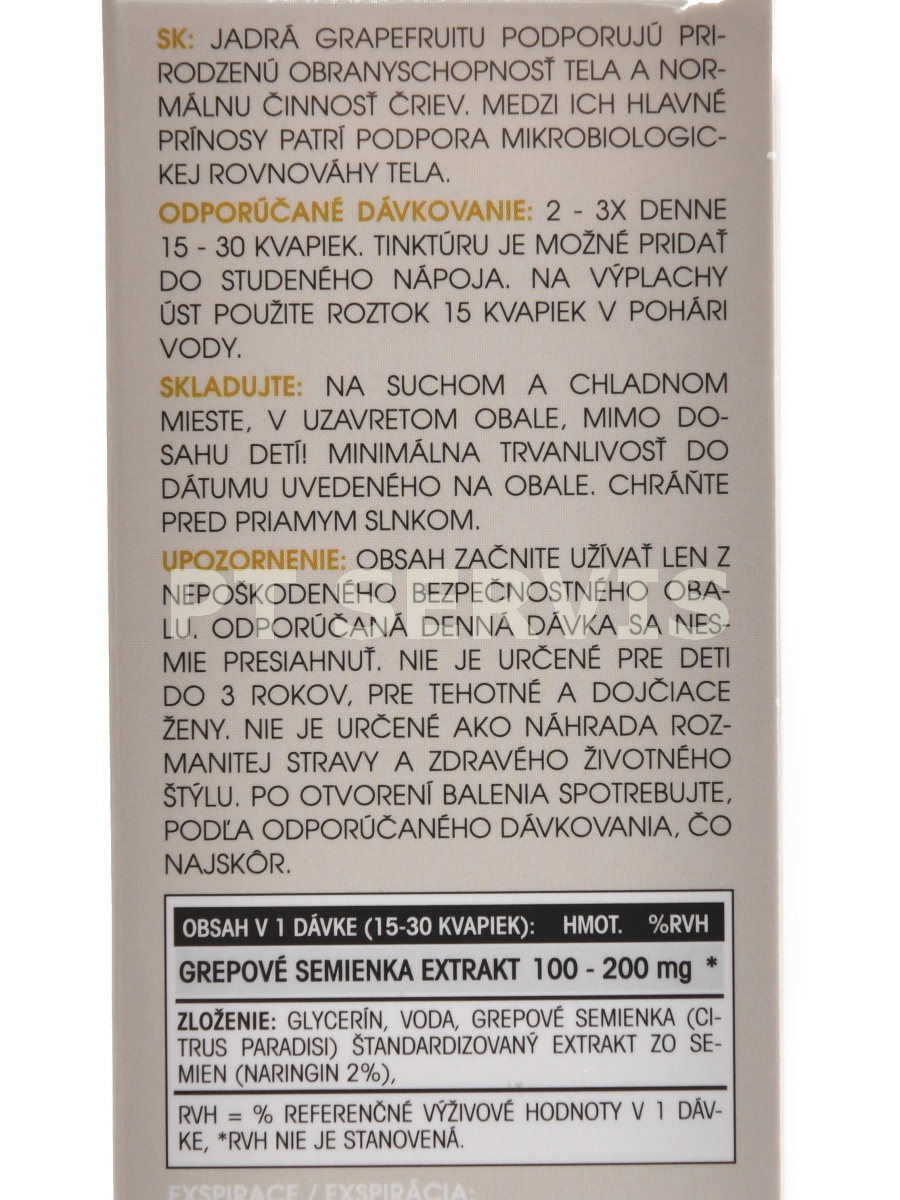 SK: JADRÁ GRAPEFRUITU PODPORUJÚ PRI-
RODZENÚ OBRANYSCHOPNOSŤ TELA A NOR-
MÁLNU ČINNOSŤ ČRIEV. MEDZI ICH HLAVNÉ
PRÍNOSY PATRÍ PODPORA MIKROBIOLOGIC-
KEJ ROVNOVÁHY TELA.
ODPORÚČANÉ DÁVKOVANIE: 2 - 3X DENNE
15 - 30 KVAPIEK. TINKTÚRU JE MOŽNÉ PRIDAŤ
DO STUDENÉHO NÁPOJA. NA VÝPLACHY
ÚST POUŽITE ROZTOK 15 KVAPIEK V POHÁRI
VODY.
SKLADUJTE: NA SUCHOM A CHLADNOM
MIESTE, V UZAVRETOM OBALE, MIMO DO-
SAHU DETÍ! MINIMÁLNA TRVANLIVOSŤ DO
DÁTUMU UVEDENÉHO NA OBALE. CHRÁŇTE
PRED PRIAMYM SLNKOM.
UPOZORNENIE: OBSAH ZAČNITE UŽÍVAŤ LEN Z
NEPOŠKODENÉHO BEZPEČNOSTNÉHO OBA-
PT SERVIS
LU. ODPORÚČANÁ DENNÁ DÁVKA SA NES-
MIE PRESIAHNUŤ. NIE JE URČENÉ PRE DETI
DO 3 ROKOV, PRE TEHOTNÉ A DOJČIACE
ŽENY. NIE JE URČENÉ AKO NÁHRADA ROZ-
MANITEJ STRAVY A ZDRAVÉHO ŽIVOTNÉHO
ŠTÝLU. PO OTVORENÍ BALENIA SPOTREBUJTE,
PODĽA ODPORÚČANÉHO DÁVKOVANIA, ČO
NAJSKÔR.
OBSAH V 1 DÁVKE (15-30 KVAPIEK): HMOT. %RVH
GREPOVÉ SEMIENKA EXTRAKT 100 - 200 mg *
ZLOŽENIE: GLYCERÍN, VODA, GREPOVÉ SEMIENKA (CI-
TRUS PARADISI) ŠTANDARDIZOVANÝ EXTRAKT ZO SE-
MIEN (NARINGIN 2%),
RVH = % REFERENČNÉ VÝŽIVOVÉ HODNOTY V 1 DÁV-
KE, *RVH NIE JE STANOVENÁ.
EXSPIRACE / EXSPIRÁCIA: